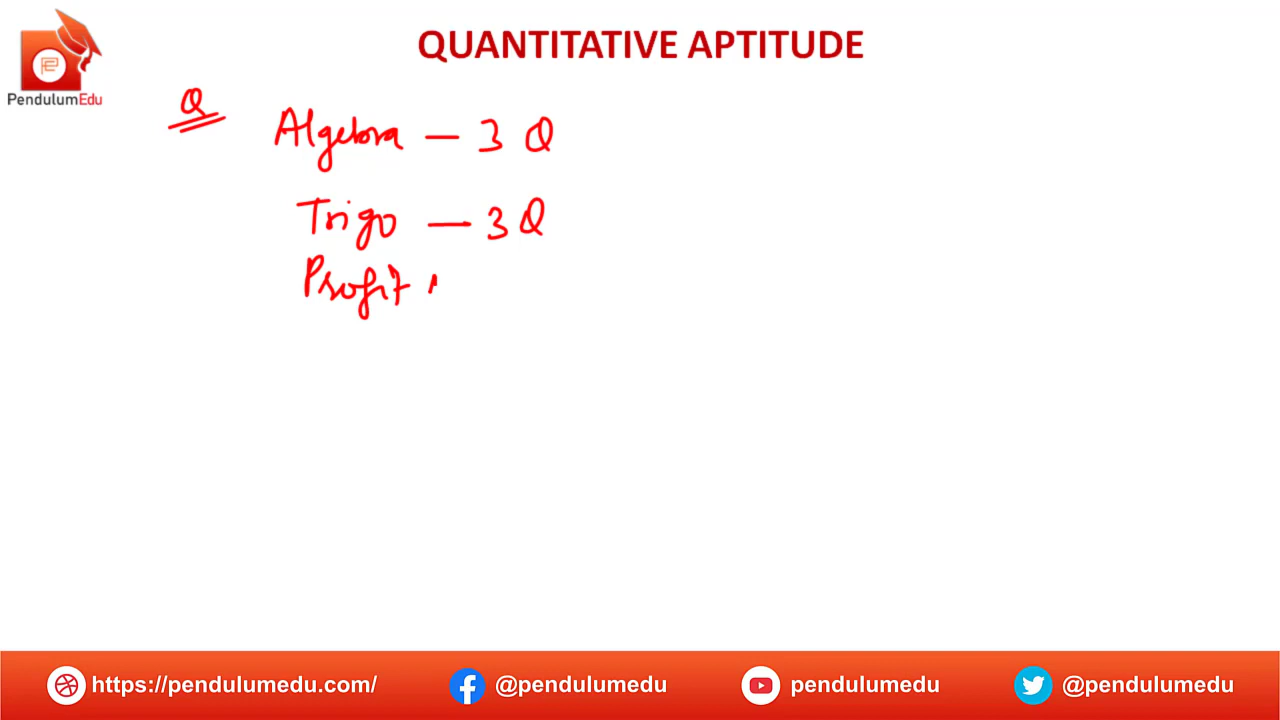 QUANTITATIVE APTITUDE
PendulumEdu
Q
Algebra — 3 Q
Trigo — 3 Q
Profit
https://pendulumedu.com/
@pendulumedu
pendulumedu
@pendulumedu